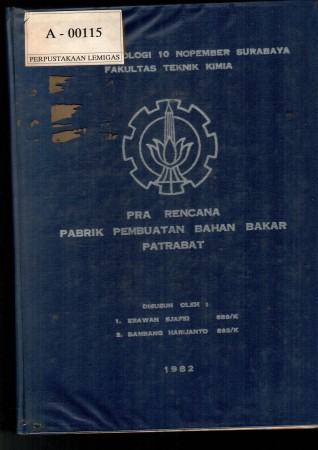 A - 00115
PERPUSTAKAAN LEMIGAS
OLOGI 10 NOPEMBER SURABAYA
FAKULTAS TEKNIK KIMIA
PRA RENCANA
PABRIK PEMBUATAN BAHAN BAKAR
PATRABAT
DISUSUN OLEH :
1. ERAWAN SJAFEI
2. BAMBANG HARIJANTO
1982